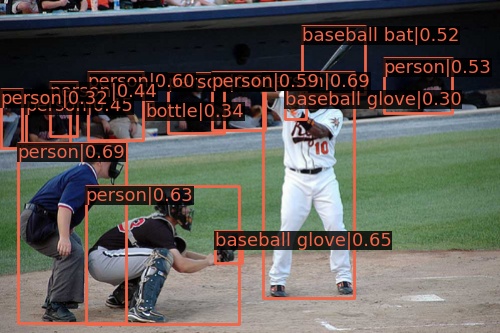 baseball bat|0.52
person|0.53
person|0.60
person|0.59
|0.69
person|0.44
person|0.32
0.45
bottle|0.34
baseball glove|0.30
10
person|0.69
person|0.63
baseball glove|0.65